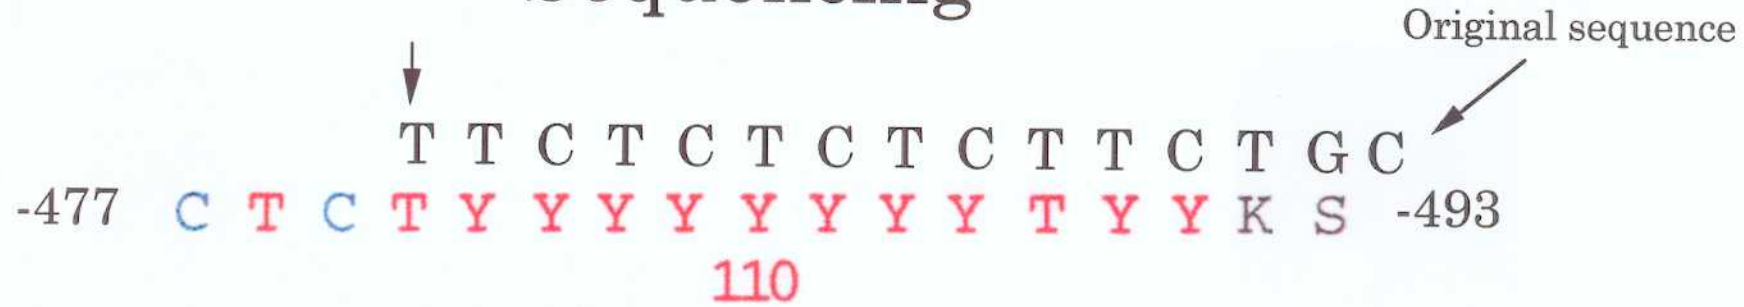 Sequencing
Original sequence
T T C T C T C T C T T C T G C
-477 C T C T Y Y Y Y Y Y Y Y T Y Y K S -493
110